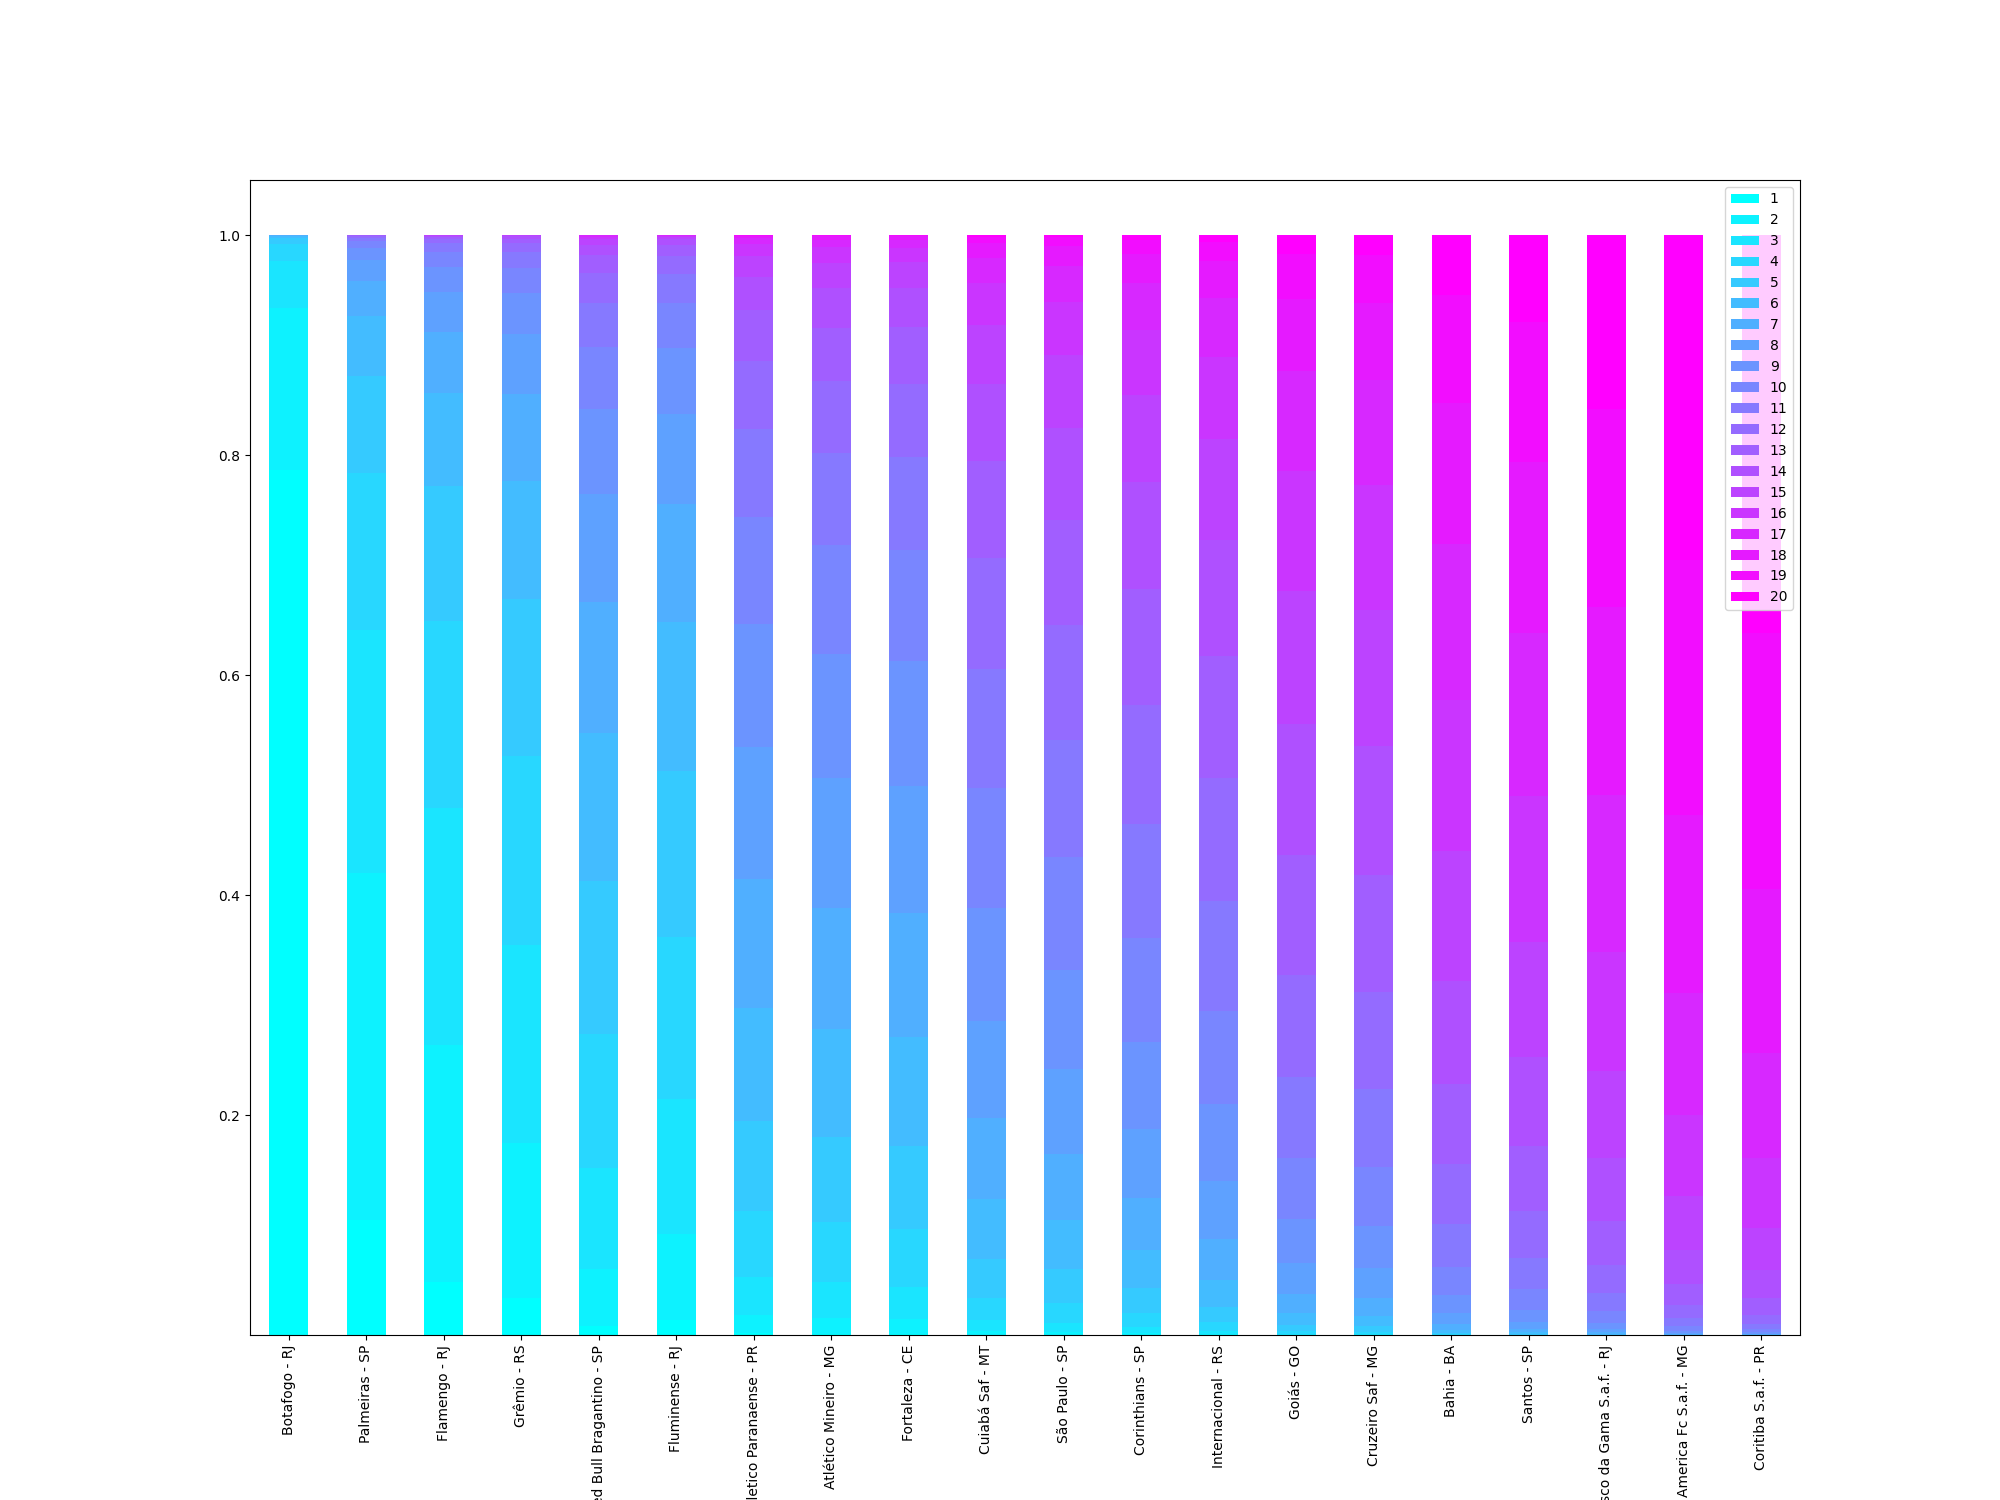 1
2
3
4
5
6
7
8
9
10
11
12
13
14
15
16
17
18
19
20
1.0
0.8
0.6
0.4
0.2
Botafogo - RJ
Palmeiras - SP
Flamengo - RJ
Grêmio - RS
ed Bull Bragantino - SP
Fluminense - RJ
letico Paranaense - PR
Atlético Mineiro - MG
Fortaleza - CE
Cuiabá Saf - MT
São Paulo - SP
Corinthians - SP
Internacional - RS
Goiás - GO
Cruzeiro Saf - MG
Bahia - BA
Santos - SP
sco da Gama S.a.f. - RJ
America Fc S.a.f. - MG
Coritiba S.a.f. - PR